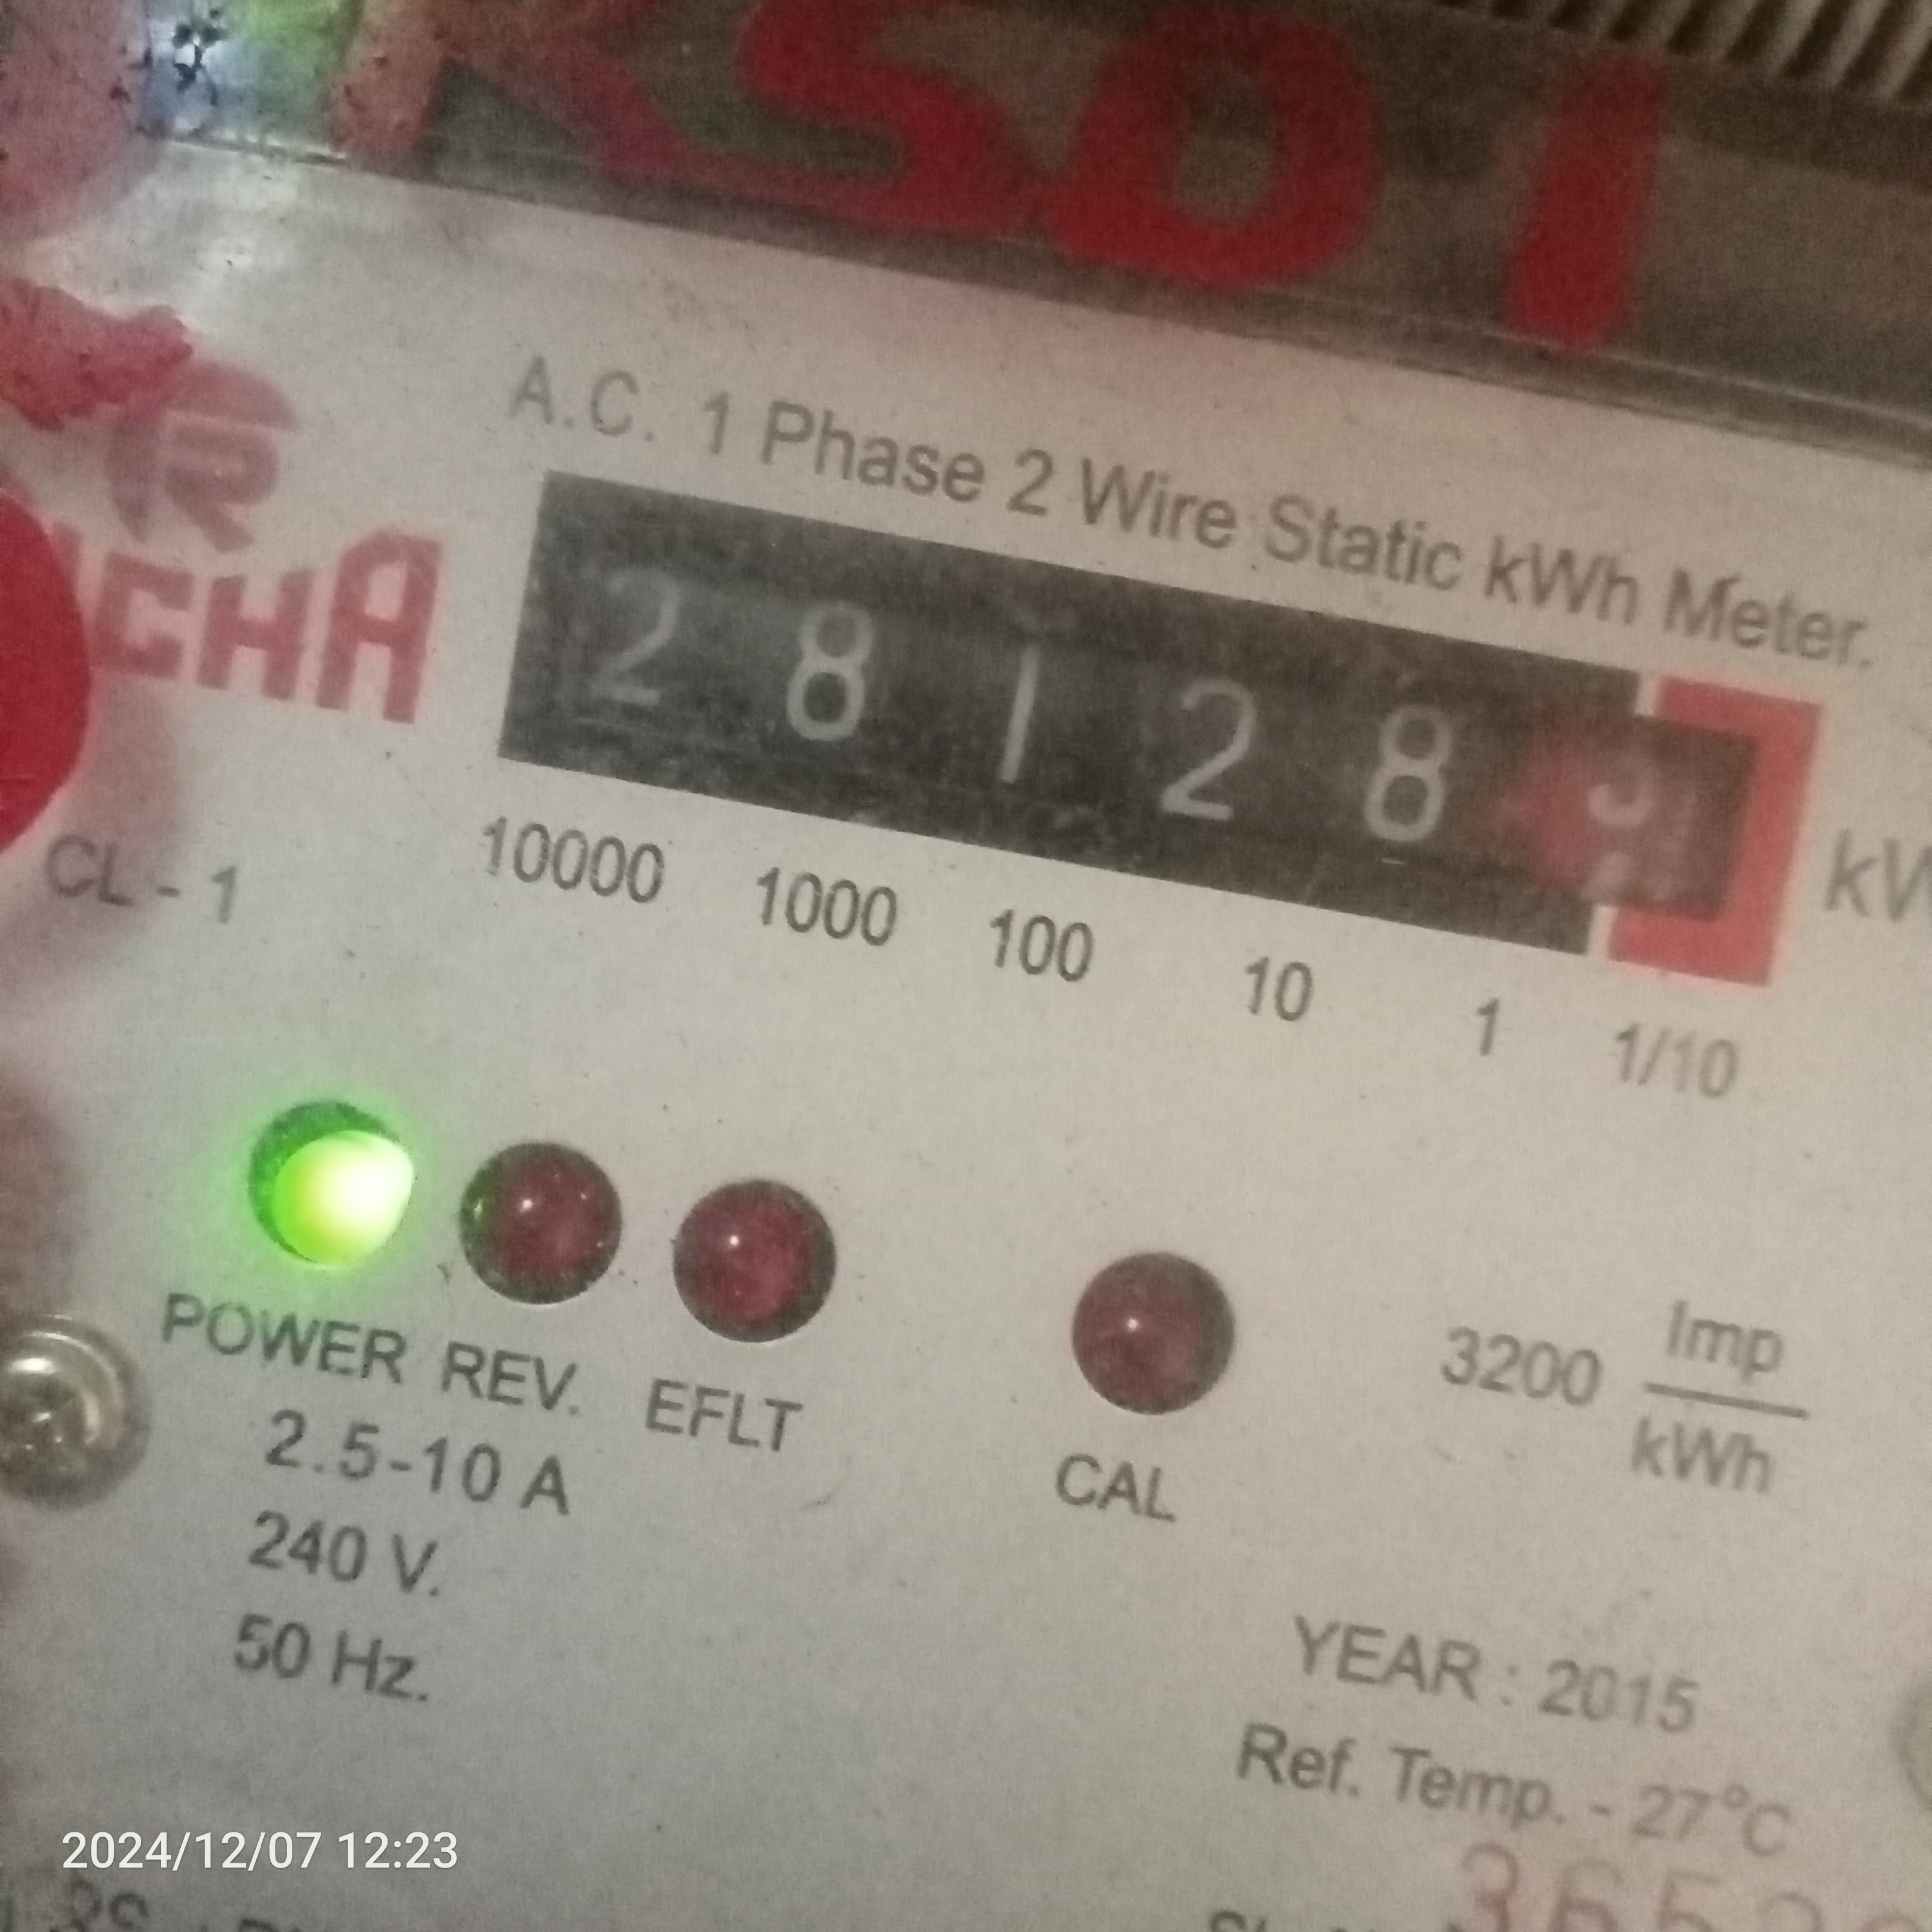 KSO1
A.C. 1 Phase 2 Wire Static kWh Meter.
28128
CL - 1
10000 1000 100 10 1 1/10
POWER REV. EFLT CAL
3200 Imp
kWh
2.5-10 A
240 V.
50 Hz.
YEAR : 2015
Ref. Temp. - 27°C
2024/12/07 12:23